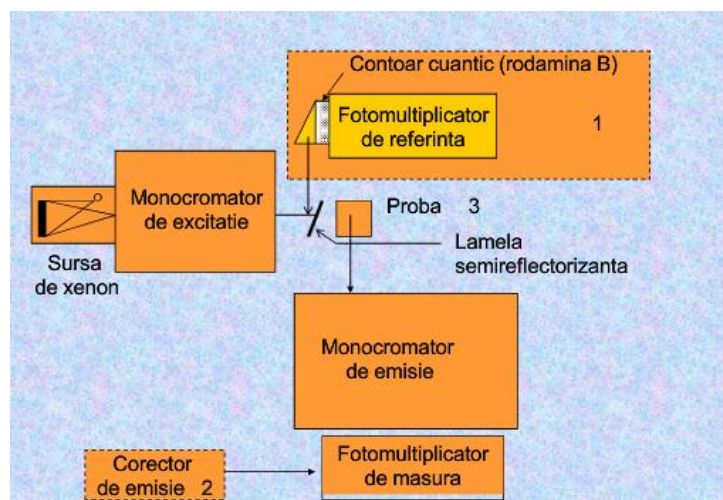 Contoar cuantic (rodamina B)
Fotomultiplicator
de referinta
1
Monocromator
de excitatie
Proba 3
Lamela
semireflectorizanta
Sursa
de xenon
Monocromator
de emisie
Corector
de emisie 2
Fotomultiplicator
de masura